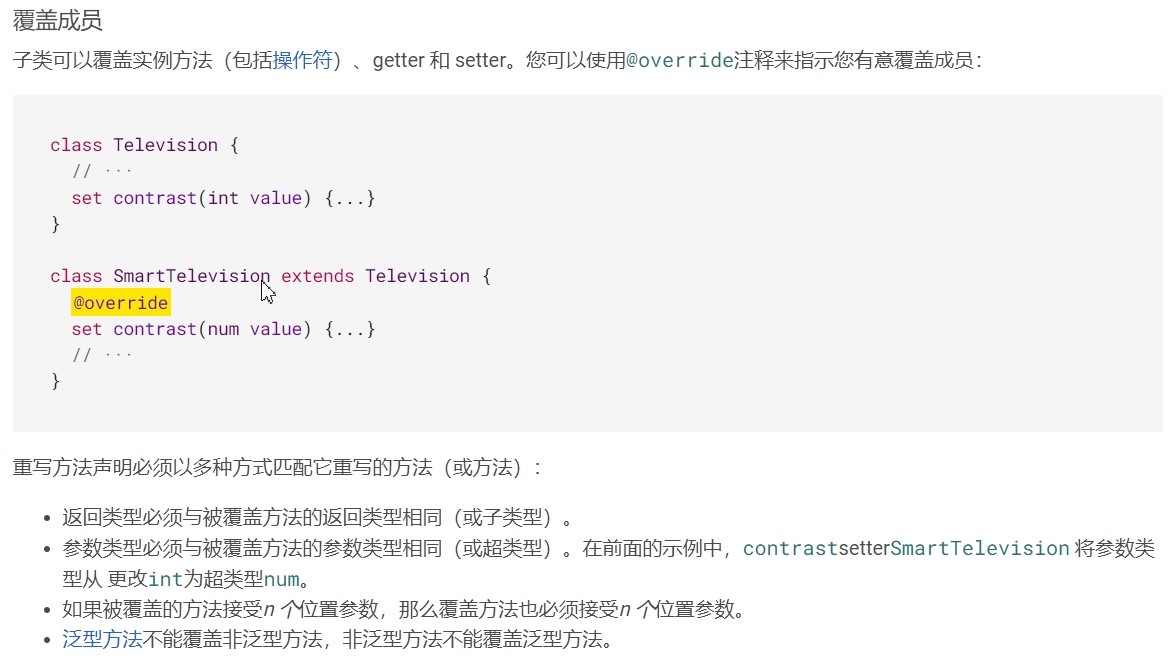 覆盖成员
子类可以覆盖实例方法（包括操作符）、getter 和 setter。您可以使用@override注释来指示您有意覆盖成员：
class Television {
// ···
set contrast(int value) {...}
}
class SmartTelevision extends Television {
@override
set contrast(num value) {...}
// ···
}
重写方法声明必须以多种方式匹配它重写的方法（或方法）：
• 返回类型必须与被覆盖方法的返回类型相同（或子类型）。
• 参数类型必须与被覆盖方法的参数类型相同（或超类型）。在前面的示例中，contrastsetterSmartTelevision 将参数类
型从 更改int为超类型num。
• 如果被覆盖的方法接受n 个位置参数，那么覆盖方法也必须接受n 个位置参数。
• 泛型方法不能覆盖非泛型方法，非泛型方法不能覆盖泛型方法。